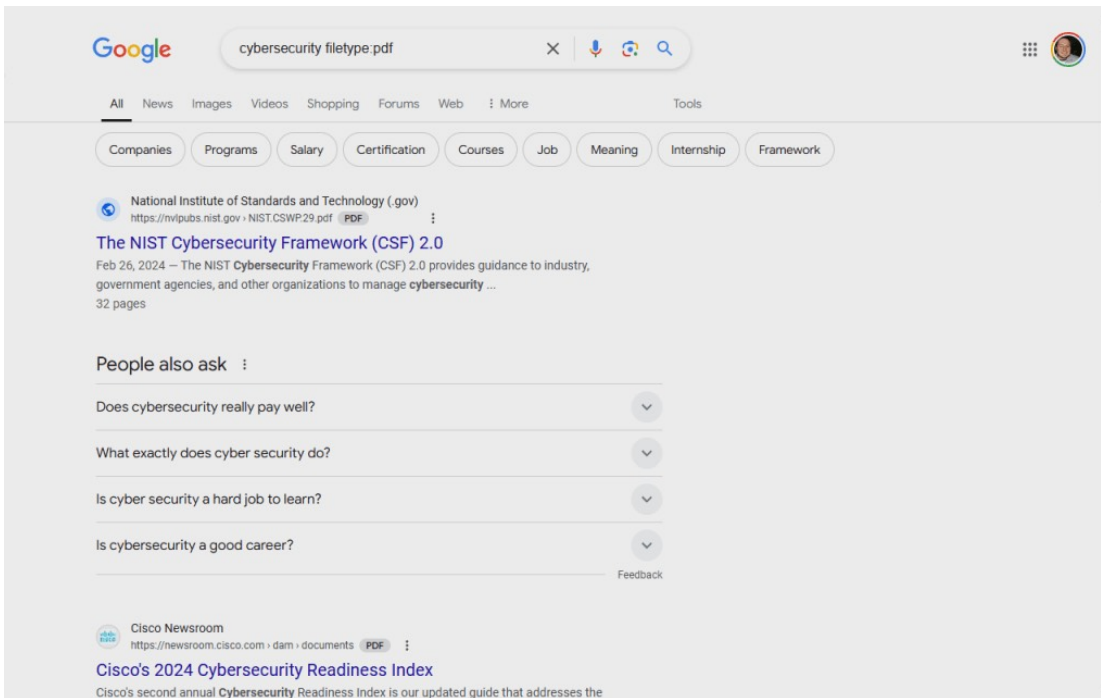 Google
cybersecurity filetype:pdf
All News Images Videos Shopping Forums Web More Tools
Companies Programs Salary Certification Courses Job Meaning Internship Framework
National Institute of Standards and Technology (.gov)
https://nvlpubs.nist.gov › NIST.CSWP.29.pdf PDF
The NIST Cybersecurity Framework (CSF) 2.0
Feb 26, 2024 — The NIST Cybersecurity Framework (CSF) 2.0 provides guidance to industry,
government agencies, and other organizations to manage cybersecurity ...
32 pages
People also ask
Does cybersecurity really pay well?
What exactly does cyber security do?
Is cyber security a hard job to learn?
Is cybersecurity a good career?
Feedback
Cisco Newsroom
https://newsroom.cisco.com › dam › documents PDF
Cisco's 2024 Cybersecurity Readiness Index
Cisco's second annual Cybersecurity Readiness Index is our updated guide that addresses the